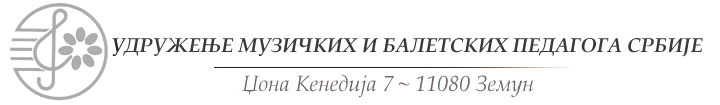 УДРУЖЕЊЕ МУЗИЧКИХ И БАЛЕТСКИХ ПЕДАГОГА СРБИЈЕ
Џона Кенедија 7 ~ 11080 Земун